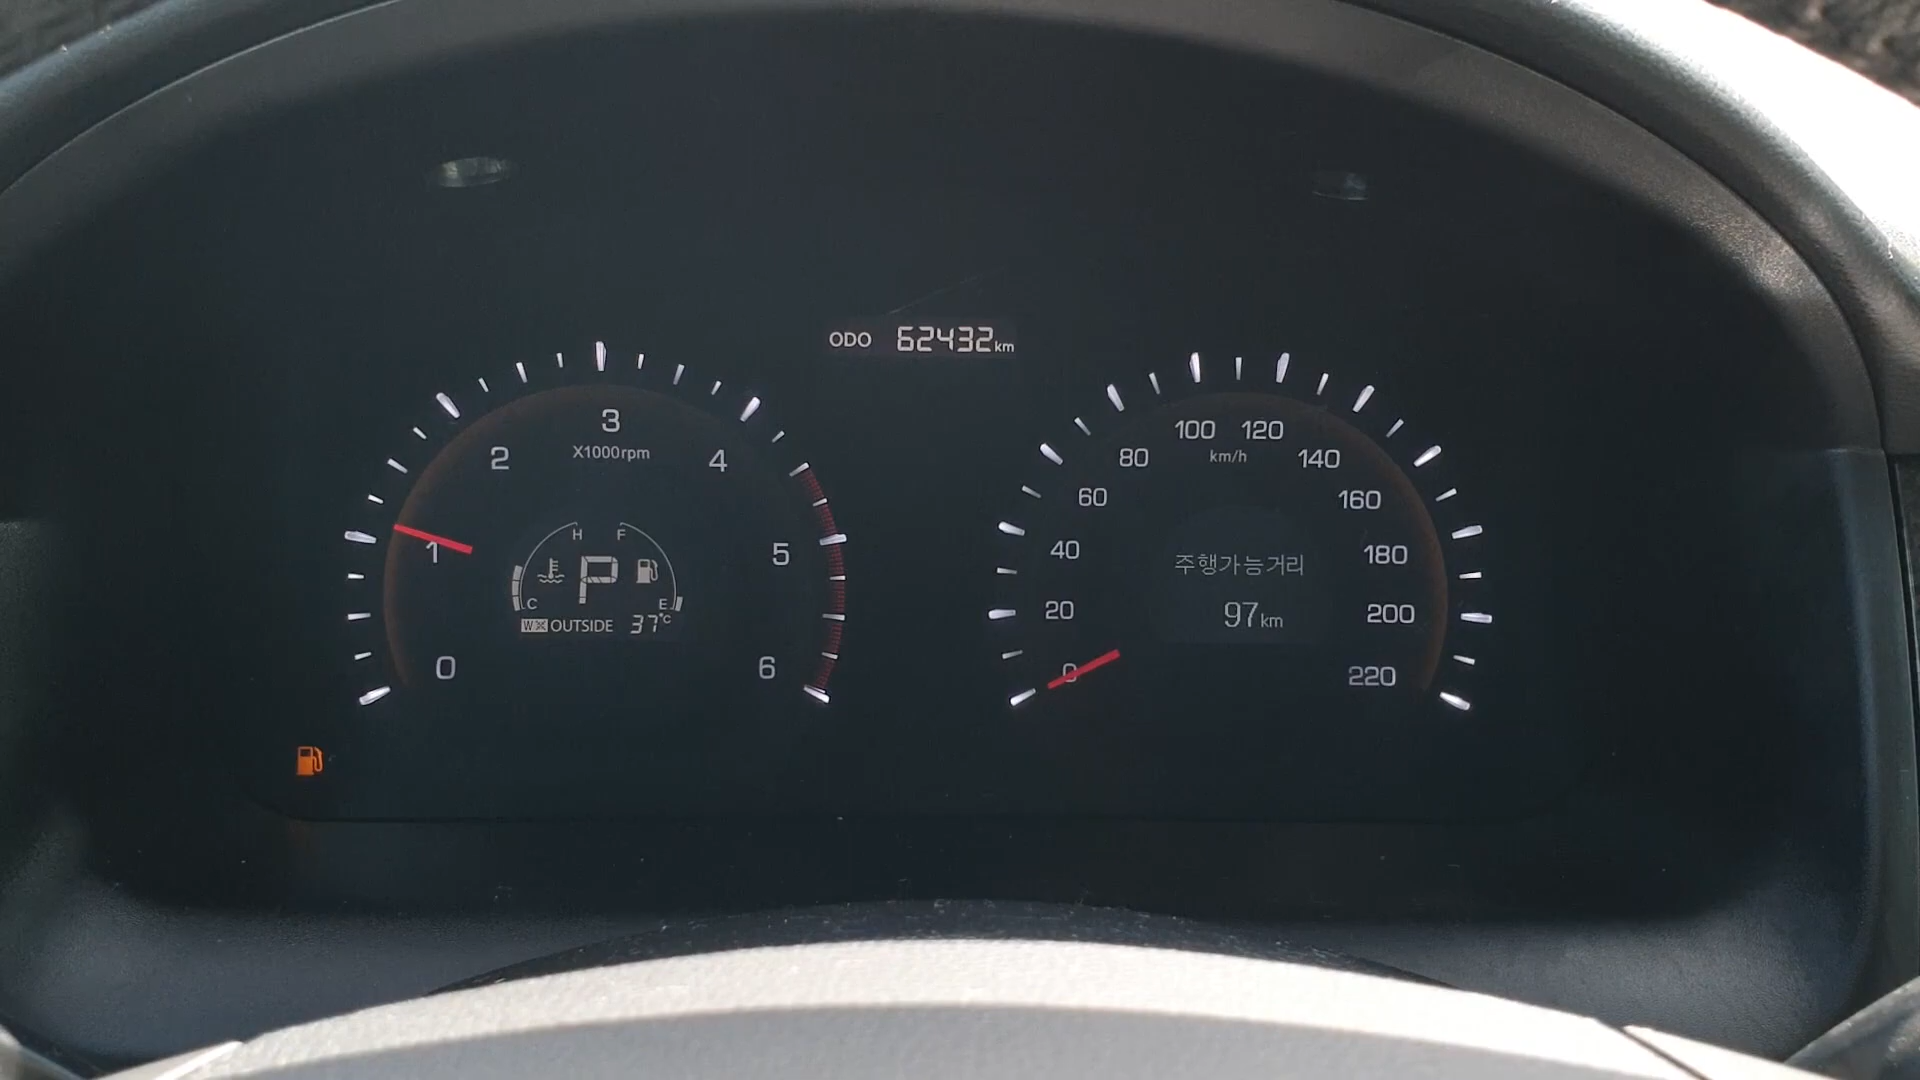 ODO 62432km
3
X1000rpm
2
4
1
5
0
6
H F
P
C E
W OUTSIDE 37°C
100 120
km/h
80 140
60 160
40 180
20 200
0 220
주행가능거리
97km